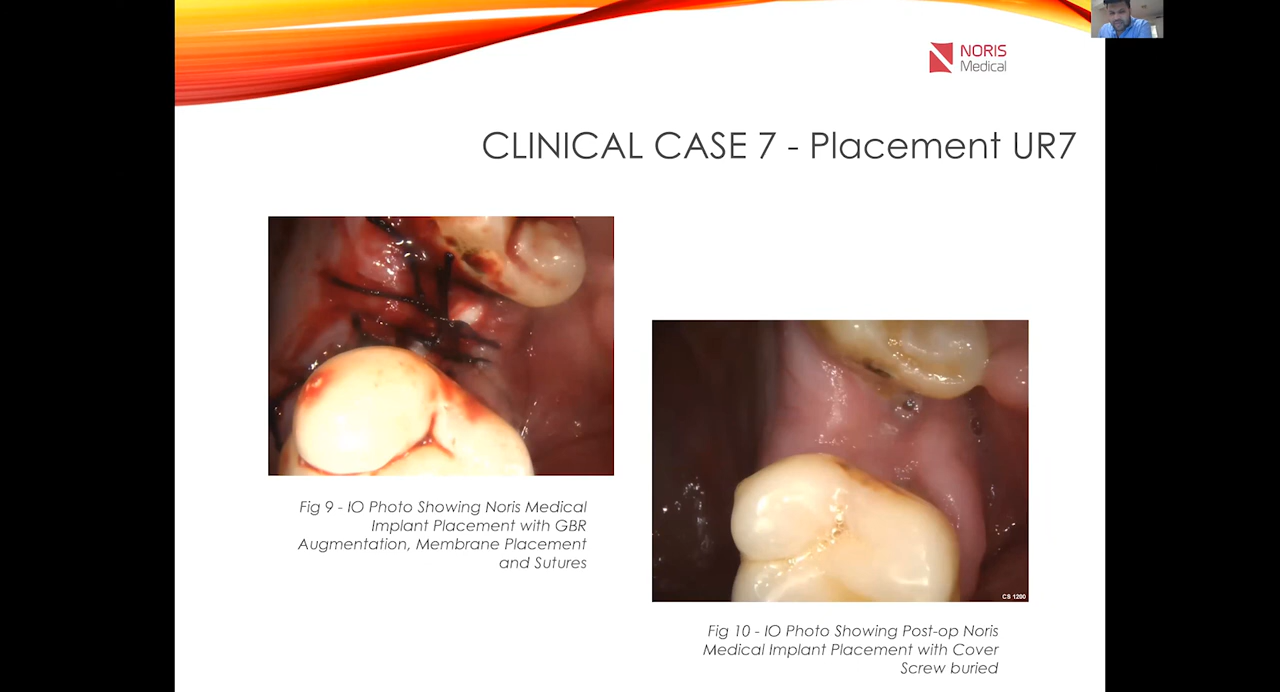 NORIS
Medical
CLINICAL CASE 7 - Placement UR7
Fig 9 - IO Photo Showing Noris Medical
Implant Placement with GBR
Augmentation, Membrane Placement
and Sutures
CS 1200
Fig 10 - IO Photo Showing Post-op Noris
Medical Implant Placement with Cover
Screw buried